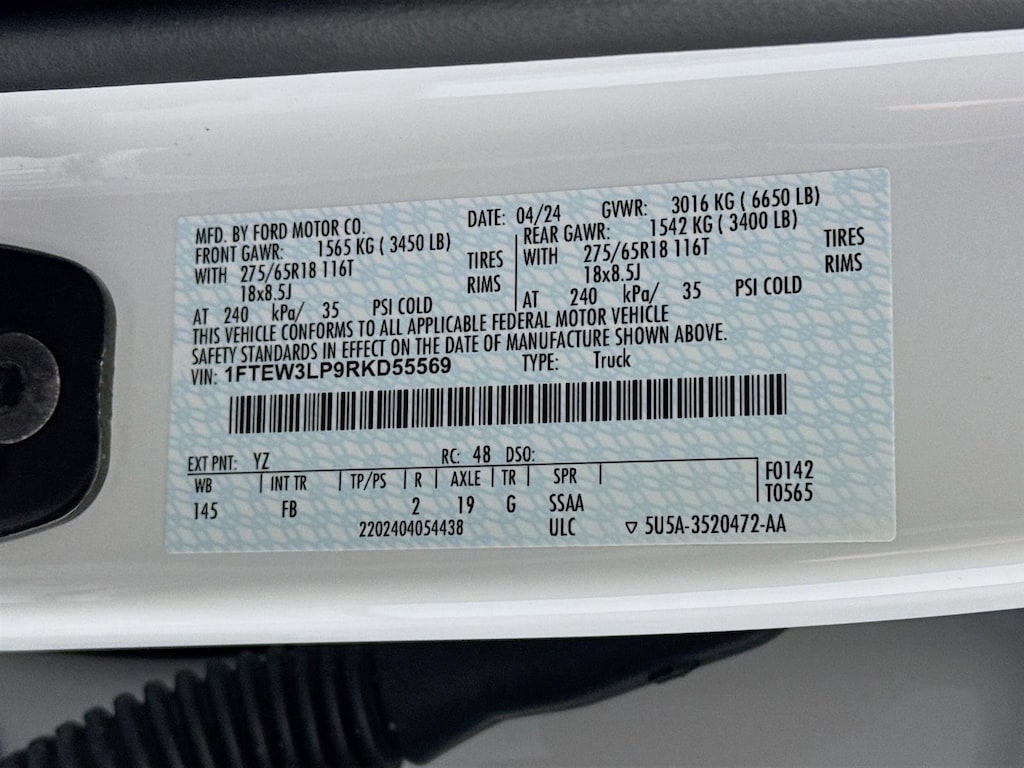 MFD. BY FORD MOTOR CO. DATE: 04/24 GVWR: 3016 KG ( 6650 LB)
FRONT GAWR: 1565 KG ( 3450 LB) REAR GAWR: 1542 KG ( 3400 LB)
WITH 275/65R18 116T TIRES WITH 275/65R18 116T TIRES
18x8.5J RIMS 18x8.5J RIMS
AT 240 kPa/ 35 PSI COLD AT 240 kPa/ 35 PSI COLD
THIS VEHICLE CONFORMS TO ALL APPLICABLE FEDERAL MOTOR VEHICLE
SAFETY STANDARDS IN EFFECT ON THE DATE OF MANUFACTURE SHOWN ABOVE.
VIN: 1FTEW3LP9RKD55569 TYPE: Truck
EXT PNT: YZ RC: 48 DSO:
WB INT TR TP/PS R AXLE TR SPR F0142
145 FB 2 19 G SSAA T0565
2202404054438 ULC ▽ 5U5A-3520472-AA